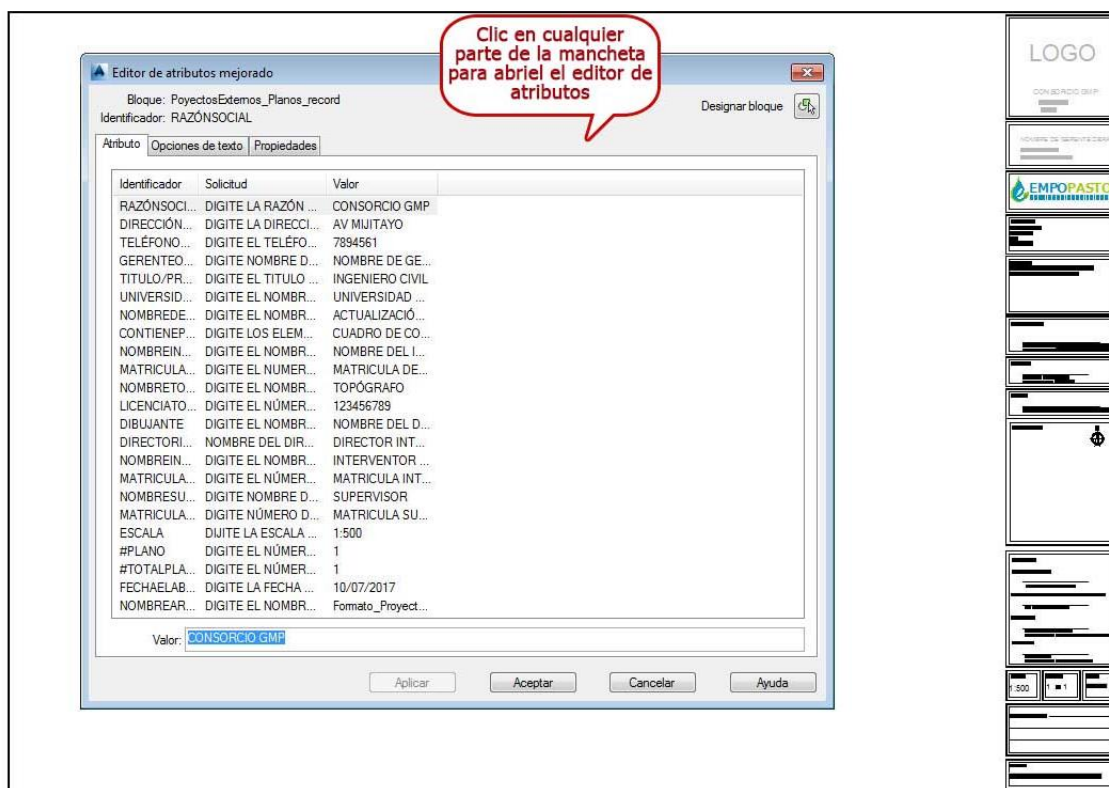 Clic en cualquier
parte de la mancheta
para abriel el editor de
atributos
Editor de atributos mejorado
Bloque: PoyectosExternos_Planos_record
Identificador: RAZÓNSOCIAL
Designar bloque
Atributo Opciones de texto Propiedades
Identificador Solicitud Valor
RAZÓNSOCI... DIGITE LA RAZÓN ... CONSORCIO GMP
DIRECCIÓN... DIGITE LA DIRECCI... AV MIJITAYO
TELÉFONO... DIGITE EL TELÉFO... 7894561
GERENTEO... DIGITE NOMBRE D... NOMBRE DE GE...
TITULO/PR... DIGITE EL TITULO ... INGENIERO CIVIL
UNIVERSID... DIGITE EL NOMBR... UNIVERSIDAD ...
NOMBREDE... DIGITE EL NOMBR... ACTUALIZACIÓ...
CONTIENEP... DIGITE LOS ELEM... CUADRO DE CO...
NOMBREIN... DIGITE EL NOMBR... NOMBRE DEL I...
MATRICULA... DIGITE EL NUMER... MATRICULA DE...
NOMBRETO... DIGITE EL NOMBR... TOPÓGRAFO
LICENCIATO... DIGITE EL NÚMER... 123456789
DIBUJANTE DIGITE EL NOMBR... NOMBRE DEL D...
DIRECTORI... NOMBRE DEL DIR... DIRECTOR INT...
NOMBREIN... DIGITE EL NOMBR... INTERVENTOR ...
MATRICULA... DIGITE EL NÚMER... MATRICULA INT...
NOMBRESU... DIGITE NOMBRE D... SUPERVISOR
MATRICULA... DIGITE NÚMERO D... MATRICULA SU...
ESCALA DIJITE LA ESCALA ... 1:500
#PLANO DIGITE EL NÚMER... 1
#TOTALPLA... DIGITE EL NÚMER... 1
FECHAELAB... DIGITE LA FECHA ... 10/07/2017
NOMBREAR... DIGITE EL NOMBR... Formato_Proyect...
Valor: CONSORCIO GMP
Aplicar Aceptar Cancelar Ayuda
LOGO
CONSORCIO GMP
EMPOPASTO
1:500
1 1